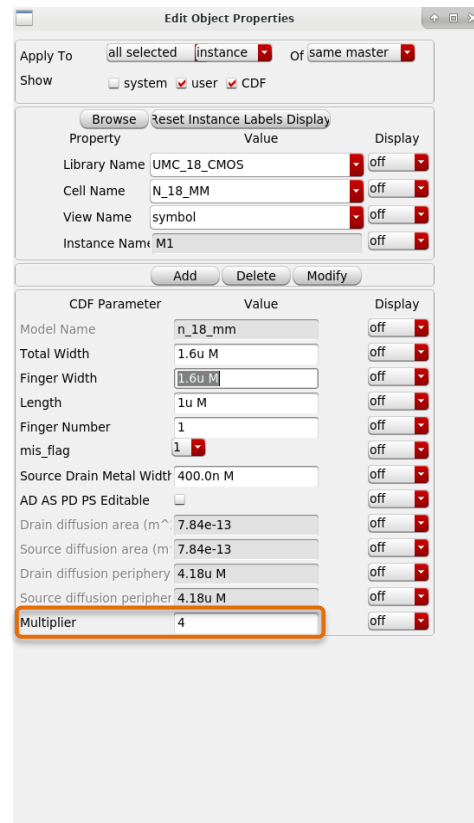 Edit Object Properties
Apply To all selected instance Of same master
Show system user CDF
Browse Reset Instance Labels Display
Property Value Display
Library Name UMC_18_CMOS off
Cell Name N_18_MM off
View Name symbol off
Instance Name M1 off
Add Delete Modify
CDF Parameter Value Display
Model Name n_18_mm off
Total Width 1.6u M off
Finger Width 1.6u M off
Length 1u M off
Finger Number 1 off
mis_flag 1 off
Source Drain Metal Width 400.0n M off
AD AS PD PS Editable off
Drain diffusion area (m^ 7.84e-13 off
Source diffusion area (m 7.84e-13 off
Drain diffusion periphery 4.18u M off
Source diffusion peripher 4.18u M off
Multiplier 4 off